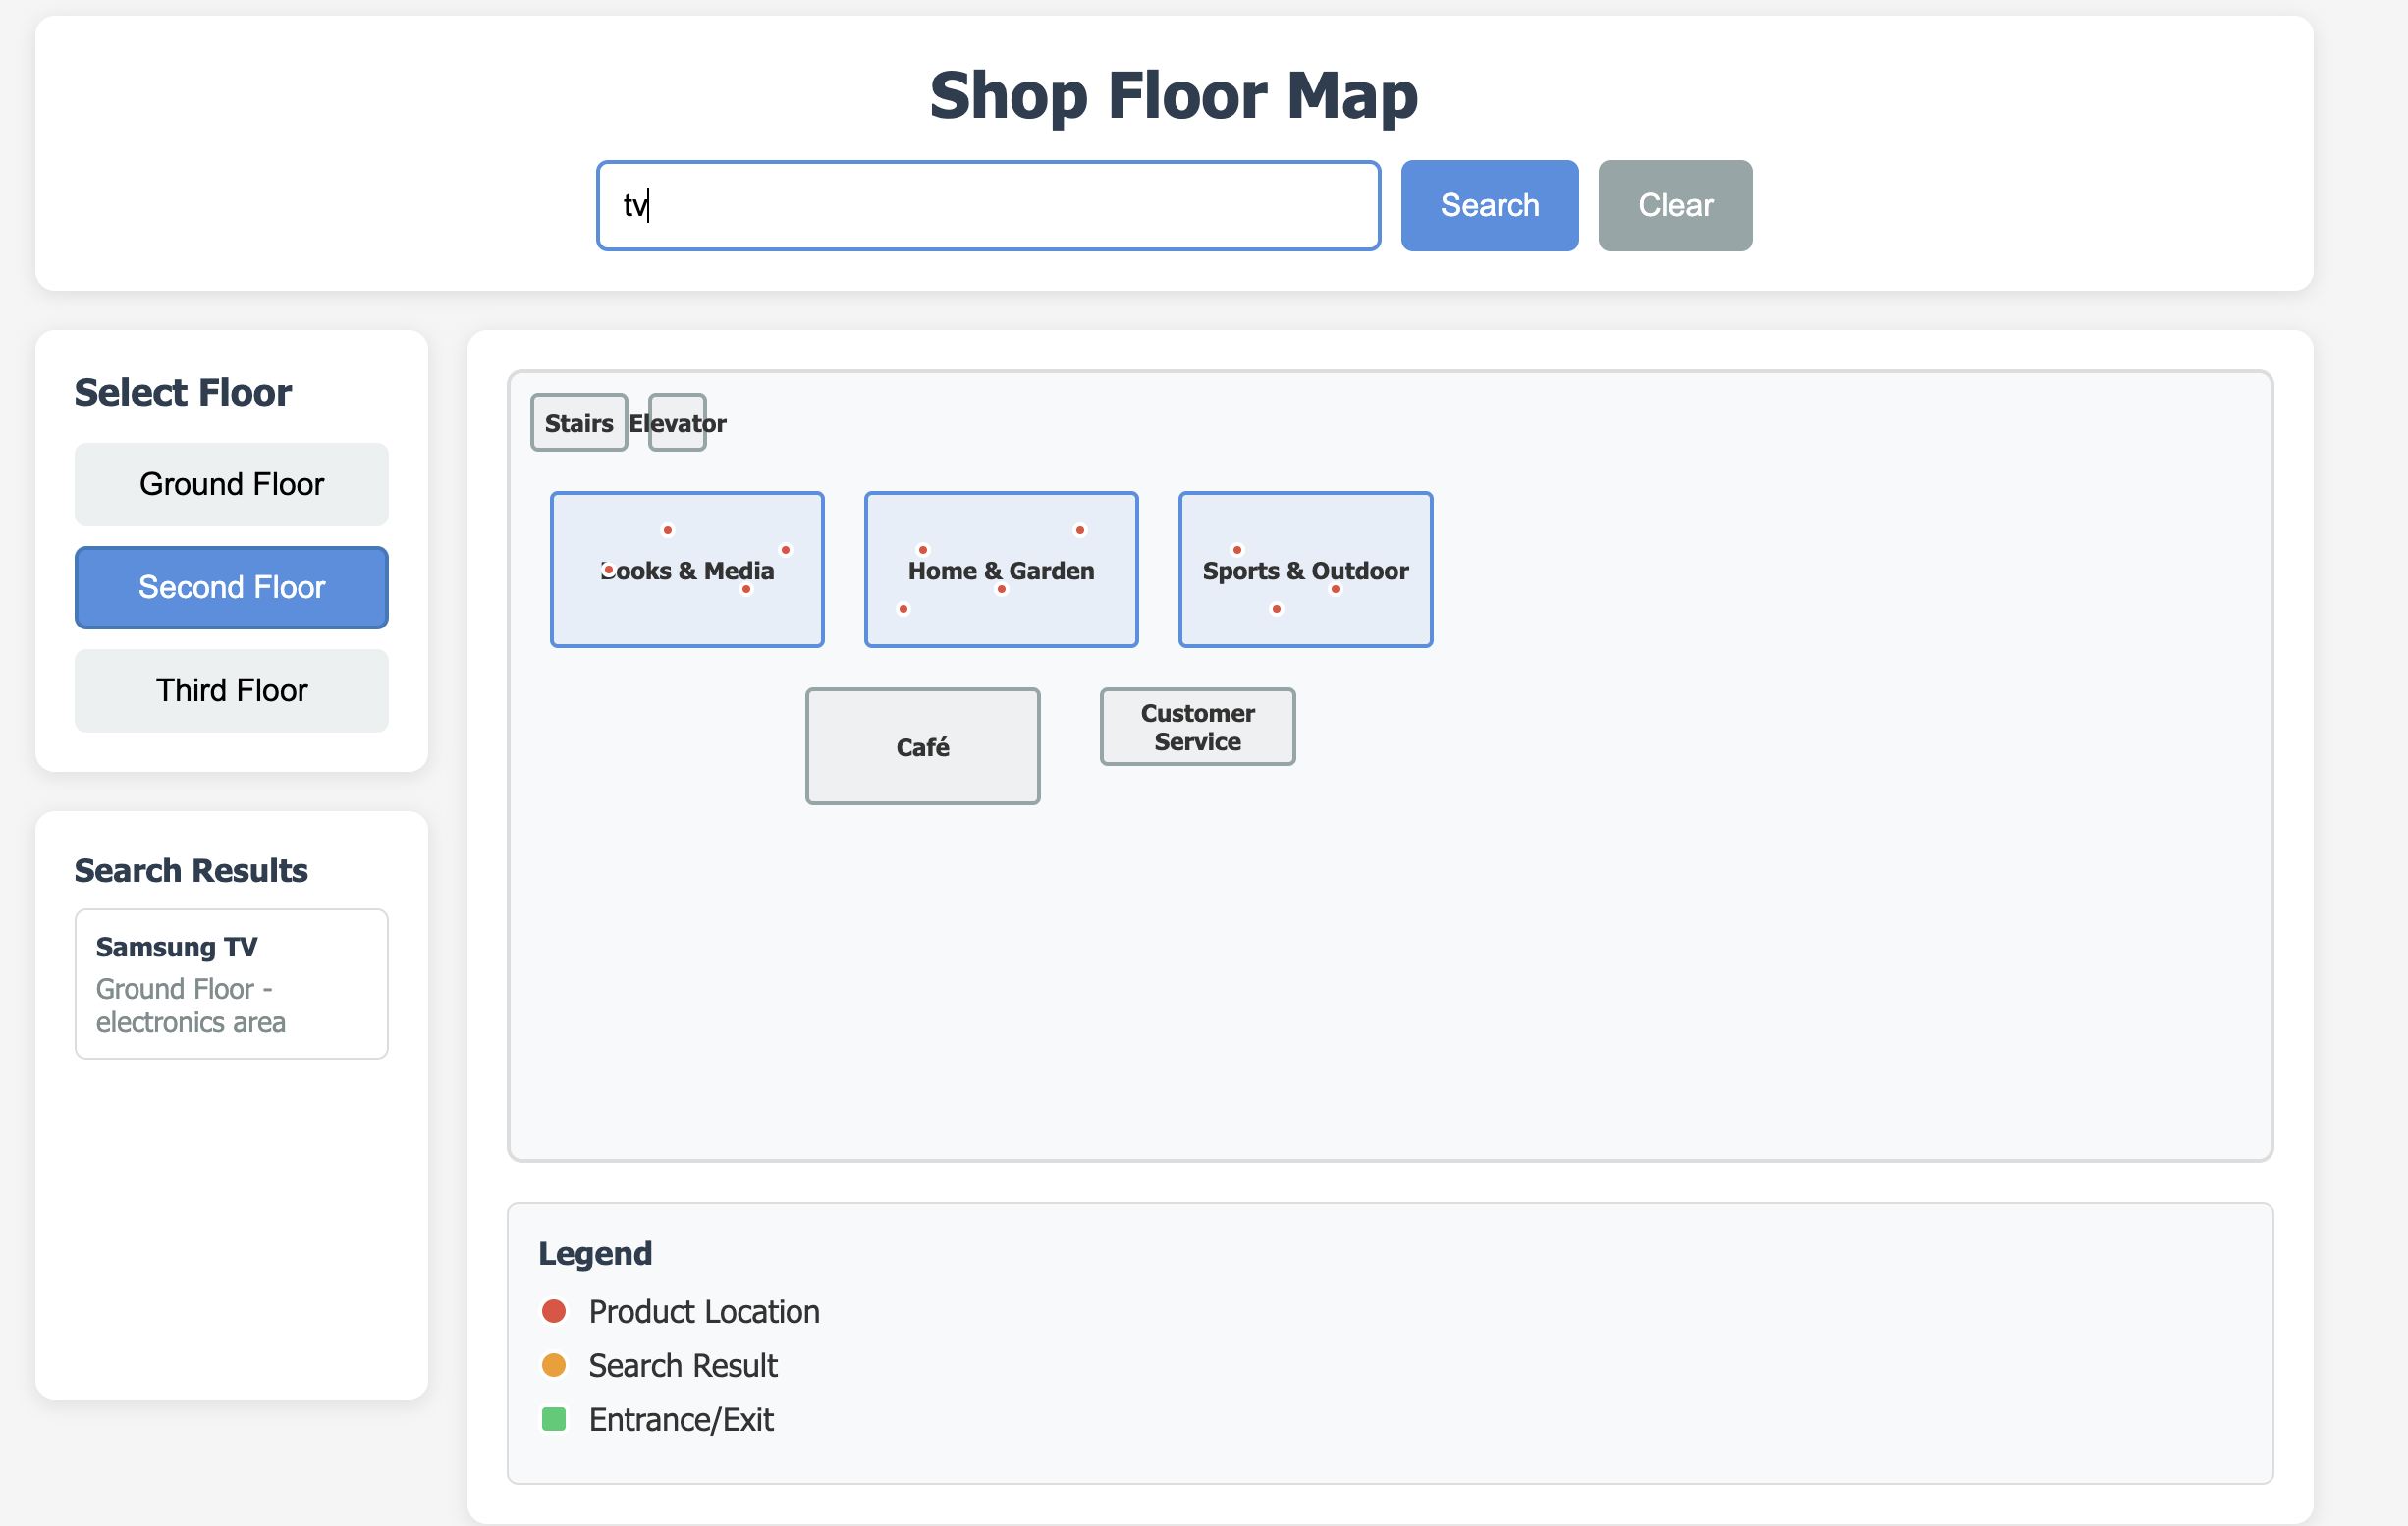 Shop Floor Map
tv
Search
Clear
Select Floor
Ground Floor
Second Floor
Third Floor
Search Results
Samsung TV
Ground Floor -
electronics area
Stairs
Elevator
Books & Media
Home & Garden
Sports & Outdoor
Café
Customer
Service
Legend
Product Location
Search Result
Entrance/Exit